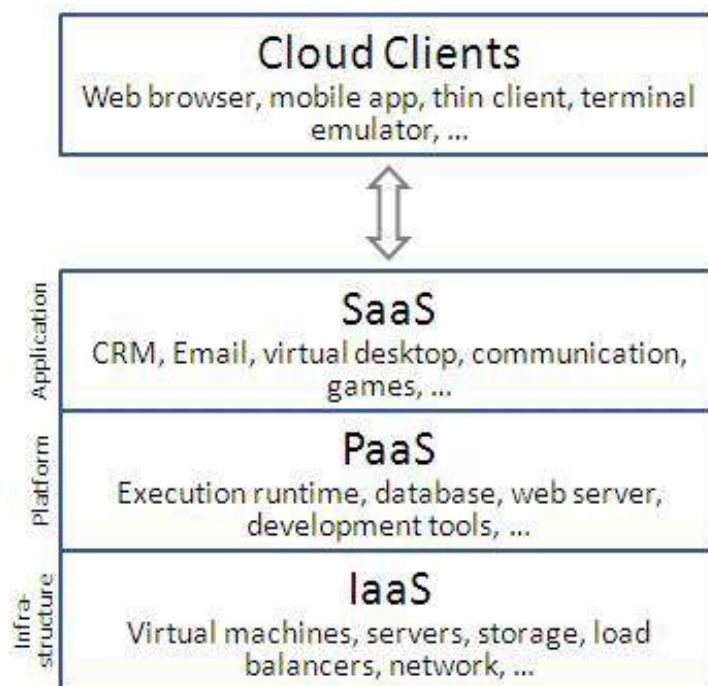 Cloud Clients
Web browser, mobile app, thin client, terminal
emulator, ...
Application
SaaS
CRM, Email, virtual desktop, communication,
games, ...
Platform
PaaS
Execution runtime, database, web server,
development tools, ...
Infra-
structure
IaaS
Virtual machines, servers, storage, load
balancers, network, ...